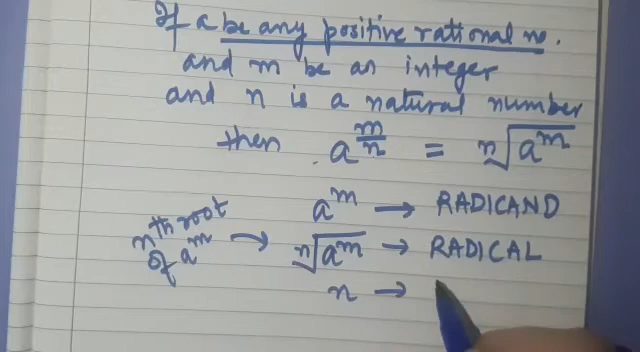 If a be any positive rational no.
and m be an integer
and n is a natural number
then a^(m/n) = ⁿ√(a^m)
a^m → RADICAND
nth root of a^m → ⁿ√(a^m) → RADICAL
n →